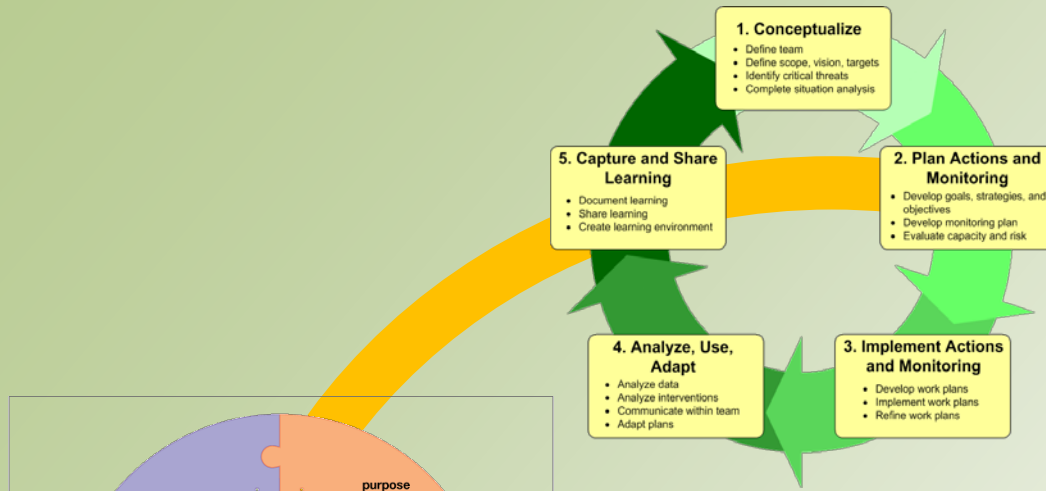 1. Conceptualize
• Define team
• Define scope, vision, targets
• Identify critical threats
• Complete situation analysis
2. Plan Actions and
Monitoring
• Develop goals, strategies, and
objectives
• Develop monitoring plan
• Evaluate capacity and risk
3. Implement Actions
and Monitoring
• Develop work plans
• Implement work plans
• Refine work plans
4. Analyze, Use,
Adapt
• Analyze data
• Analyze interventions
• Communicate within team
• Adapt plans
5. Capture and Share
Learning
• Document learning
• Share learning
• Create learning environment
purpose